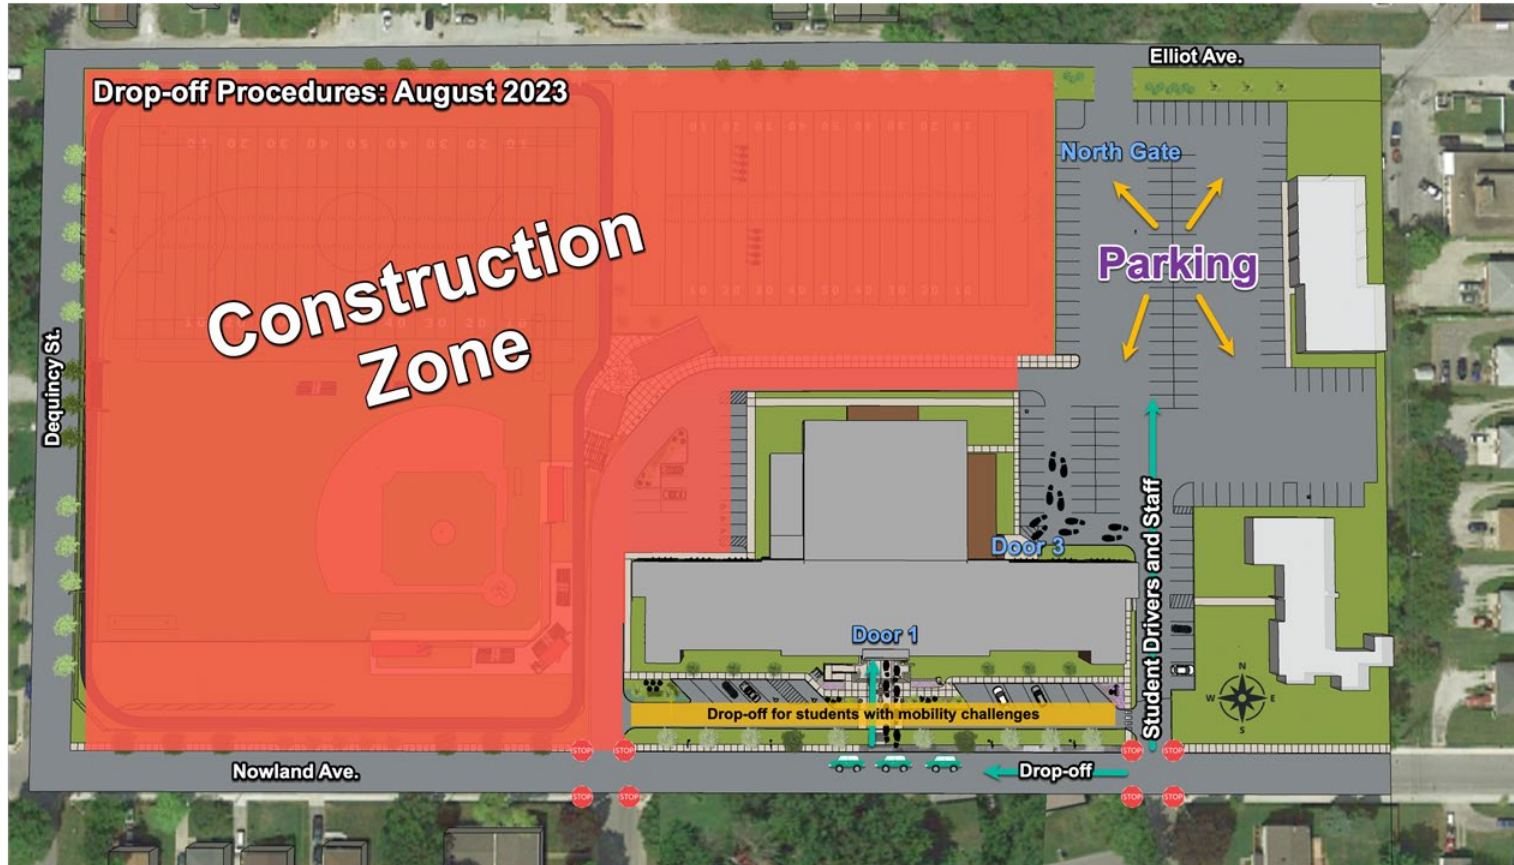 Elliot Ave.
Drop-off Procedures: August 2023
North Gate
Construction
Zone
Parking
Dequincy St.
Student Drivers and Staff
Door 3
Door 1
Drop-off for students with mobility challenges
N
W E
S
STOP STOP STOP STOP
Nowland Ave.
Drop-off
STOP STOP STOP STOP